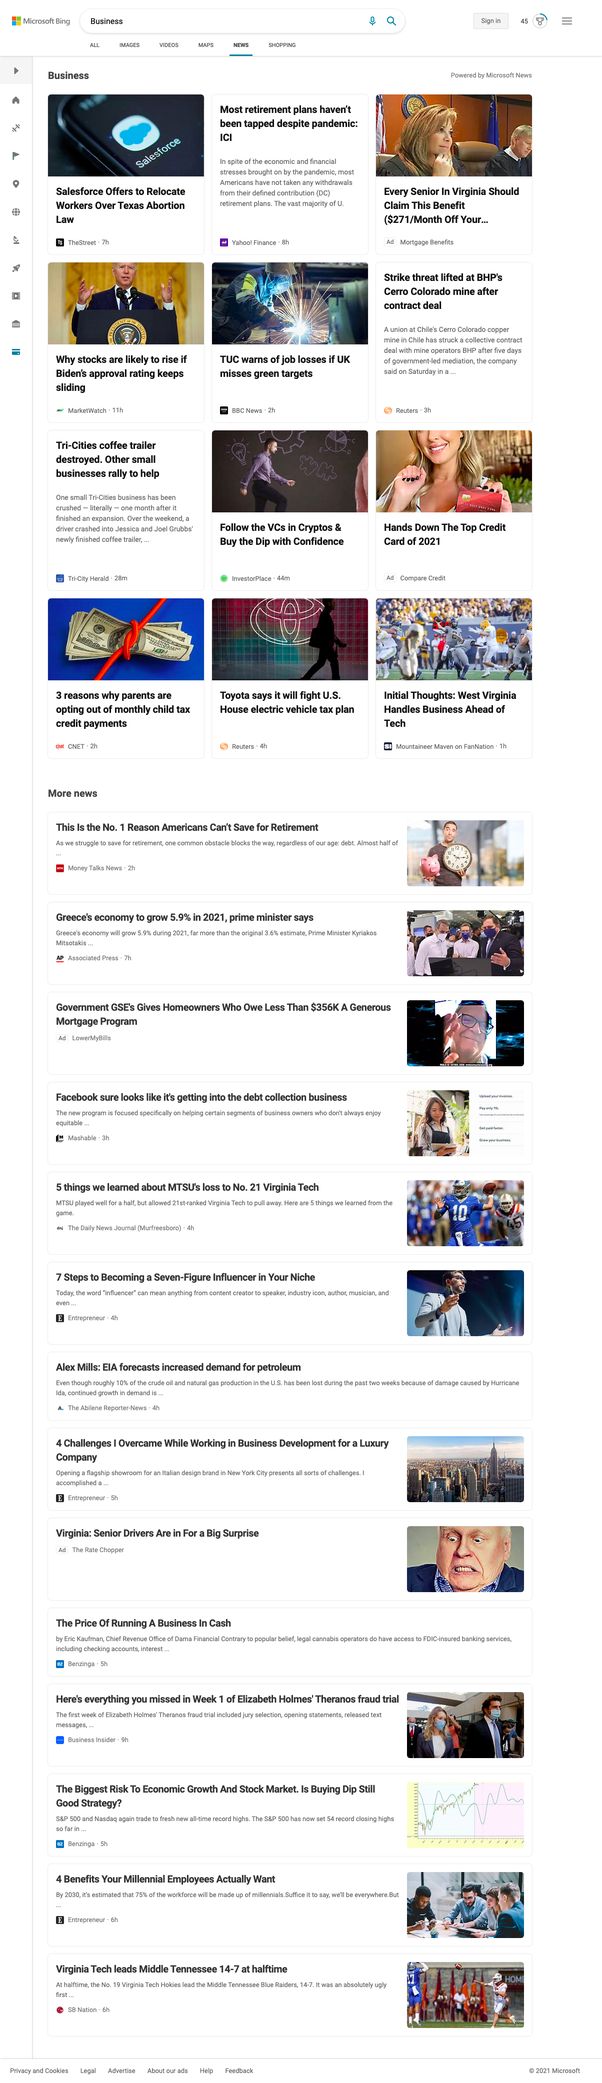 Microsoft Bing
Business
Sign in
45
ALL
IMAGES
VIDEOS
MAPS
NEWS
SHOPPING
Business
Powered by Microsoft News
Salesforce
Salesforce Offers to Relocate
Workers Over Texas Abortion
Law
TheStreet · 7h
Most retirement plans haven't
been tapped despite pandemic:
ICI
In spite of the economic and financial
stresses brought on by the pandemic, most
Americans have not taken any withdrawals
from their defined contribution (DC)
retirement plans. The vast majority of U.
Yahoo! Finance · 8h
Every Senior In Virginia Should
Claim This Benefit
($271/Month Off Your...
Ad Mortgage Benefits
Why stocks are likely to rise if
Biden's approval rating keeps
sliding
MarketWatch · 11h
TUC warns of job losses if UK
misses green targets
BBC News · 2h
Strike threat lifted at BHP's
Cerro Colorado mine after
contract deal
A union at Chile's Cerro Colorado copper
mine in Chile has struck a collective contract
deal with mine operators BHP after five days
of government-led mediation, the company
said on Saturday in a ...
Reuters · 3h
Tri-Cities coffee trailer
destroyed. Other small
businesses rally to help
One small Tri-Cities business has been
crushed — literally — one month after it
finished an expansion. Over the weekend, a
driver crashed into Jessica and Joel Grubbs'
newly finished coffee trailer, ...
Tri-City Herald · 28m
Follow the VCs in Cryptos &
Buy the Dip with Confidence
InvestorPlace · 44m
Hands Down The Top Credit
Card of 2021
Ad Compare Credit
3 reasons why parents are
opting out of monthly child tax
credit payments
CNET · 2h
Toyota says it will fight U.S.
House electric vehicle tax plan
Reuters · 4h
Initial Thoughts: West Virginia
Handles Business Ahead of
Tech
Mountaineer Maven on FanNation · 1h
More news
This Is the No. 1 Reason Americans Can't Save for Retirement
As we struggle to save for retirement, one common obstacle blocks the way, regardless of our age: debt. Almost half of
...
Money Talks News · 2h
Greece's economy to grow 5.9% in 2021, prime minister says
Greece's economy will grow 5.9% during 2021, far more than the original 3.6% estimate, Prime Minister Kyriakos
Mitsotakis ...
AP Associated Press · 7h
Government GSE's Gives Homeowners Who Owe Less Than $356K A Generous
Mortgage Program
Ad LowerMyBills
Facebook sure looks like it's getting into the debt collection business
The new program is focused specifically on helping certain segments of business owners who don't always enjoy
equitable ...
Mashable · 3h
Upload your invoice.
Pay only 1%.
Get paid faster.
Grow your business.
5 things we learned about MTSU's loss to No. 21 Virginia Tech
MTSU played well for a half, but allowed 21st-ranked Virginia Tech to pull away. Here are 5 things we learned from the
game.
The Daily News Journal (Murfreesboro) · 4h
10
45
7 Steps to Becoming a Seven-Figure Influencer in Your Niche
Today, the word "influencer" can mean anything from content creator to speaker, industry icon, author, musician, and
even ...
Entrepreneur · 4h
Alex Mills: EIA forecasts increased demand for petroleum
Even though roughly 10% of the crude oil and natural gas production in the U.S. has been lost during the past two weeks because of damage caused by Hurricane
Ida, continued growth in demand is ...
The Abilene Reporter-News · 4h
4 Challenges I Overcame While Working in Business Development for a Luxury
Company
Opening a flagship showroom for an Italian design brand in New York City presents all sorts of challenges. I
accomplished a ...
Entrepreneur · 5h
Virginia: Senior Drivers Are in For a Big Surprise
Ad The Rate Chopper
The Price Of Running A Business In Cash
by Eric Kaufman, Chief Revenue Office of Dama Financial Contrary to popular belief, legal cannabis operators do have access to FDIC-insured banking services,
including checking accounts, interest ...
Benzinga · 5h
Here's everything you missed in Week 1 of Elizabeth Holmes' Theranos fraud trial
The first week of Elizabeth Holmes' Theranos fraud trial included jury selection, opening statements, released text
messages, ...
Business Insider · 9h
The Biggest Risk To Economic Growth And Stock Market. Is Buying Dip Still
Good Strategy?
S&P 500 and Nasdaq again trade to fresh new all-time record highs. The S&P 500 has now set 54 record closing highs
so far in ...
Benzinga · 5h
4 Benefits Your Millennial Employees Actually Want
By 2030, it's estimated that 75% of the workforce will be made up of millennials.Suffice it to say, we'll be everywhere.But
...
Entrepreneur · 6h
Virginia Tech leads Middle Tennessee 14-7 at halftime
At halftime, the No. 19 Virginia Tech Hokies lead the Middle Tennessee Blue Raiders, 14-7. It was an absolutely ugly
first ...
SB Nation · 6h
HOME
Privacy and Cookies
Legal
Advertise
About our ads
Help
Feedback
© 2021 Microsoft